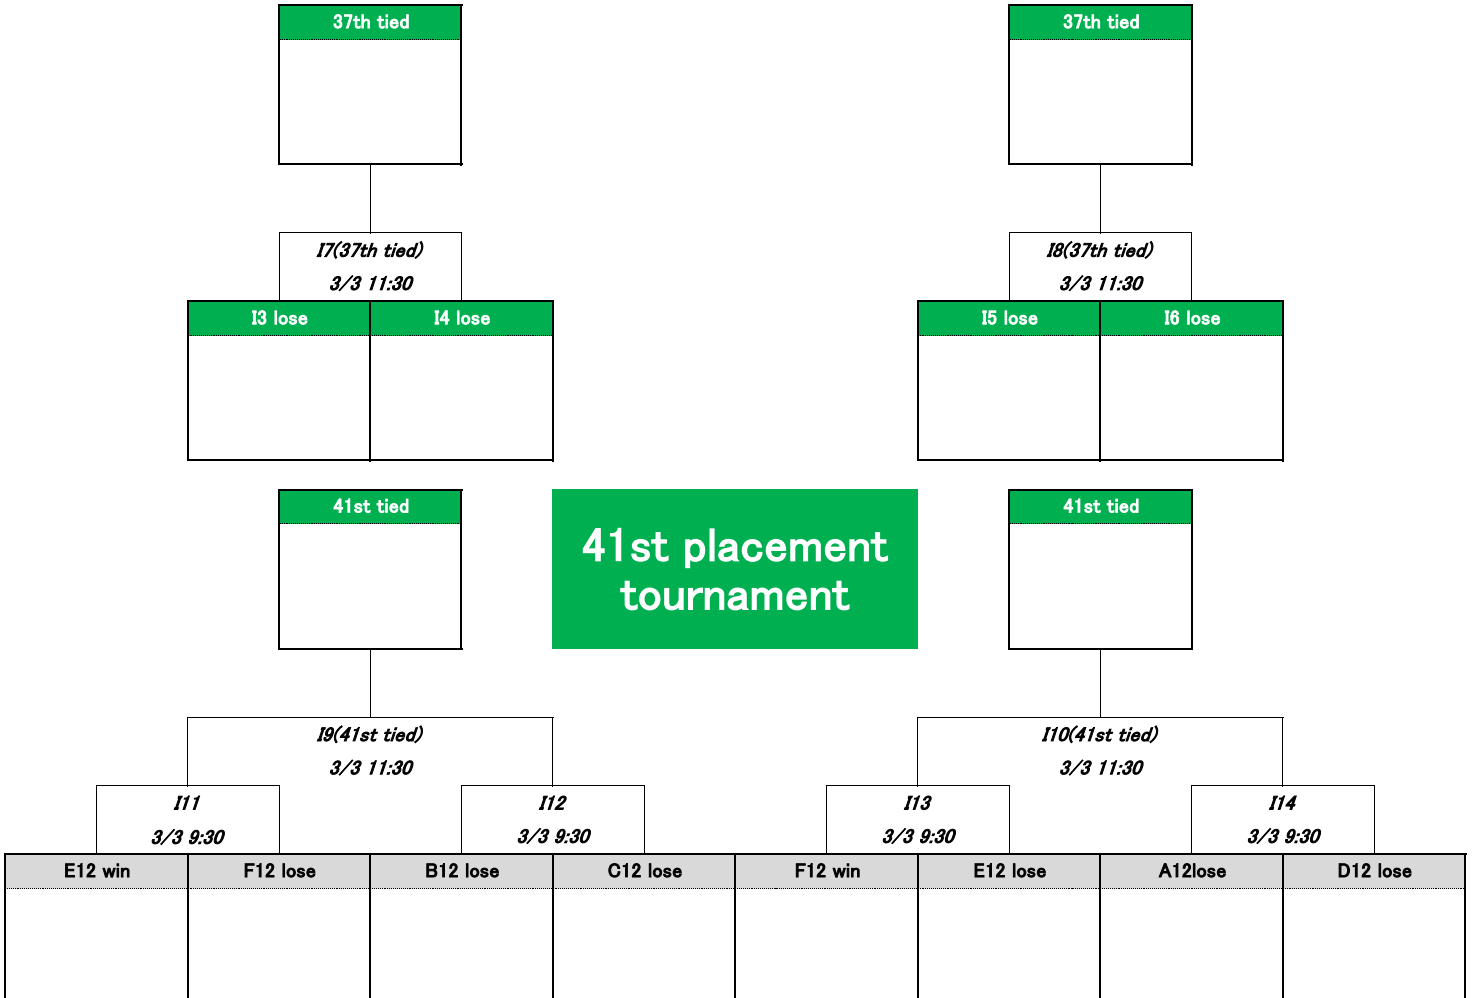 37th tied
37th tied
I7(37th tied)
3/3 11:30
I8(37th tied)
3/3 11:30
I3 lose
I4 lose
I5 lose
I6 lose
41st tied
41st placement
tournament
41st tied
I9(41st tied)
3/3 11:30
I10(41st tied)
3/3 11:30
I11
3/3 9:30
I12
3/3 9:30
I13
3/3 9:30
I14
3/3 9:30
E12 win
F12 lose
B12 lose
C12 lose
F12 win
E12 lose
A12lose
D12 lose